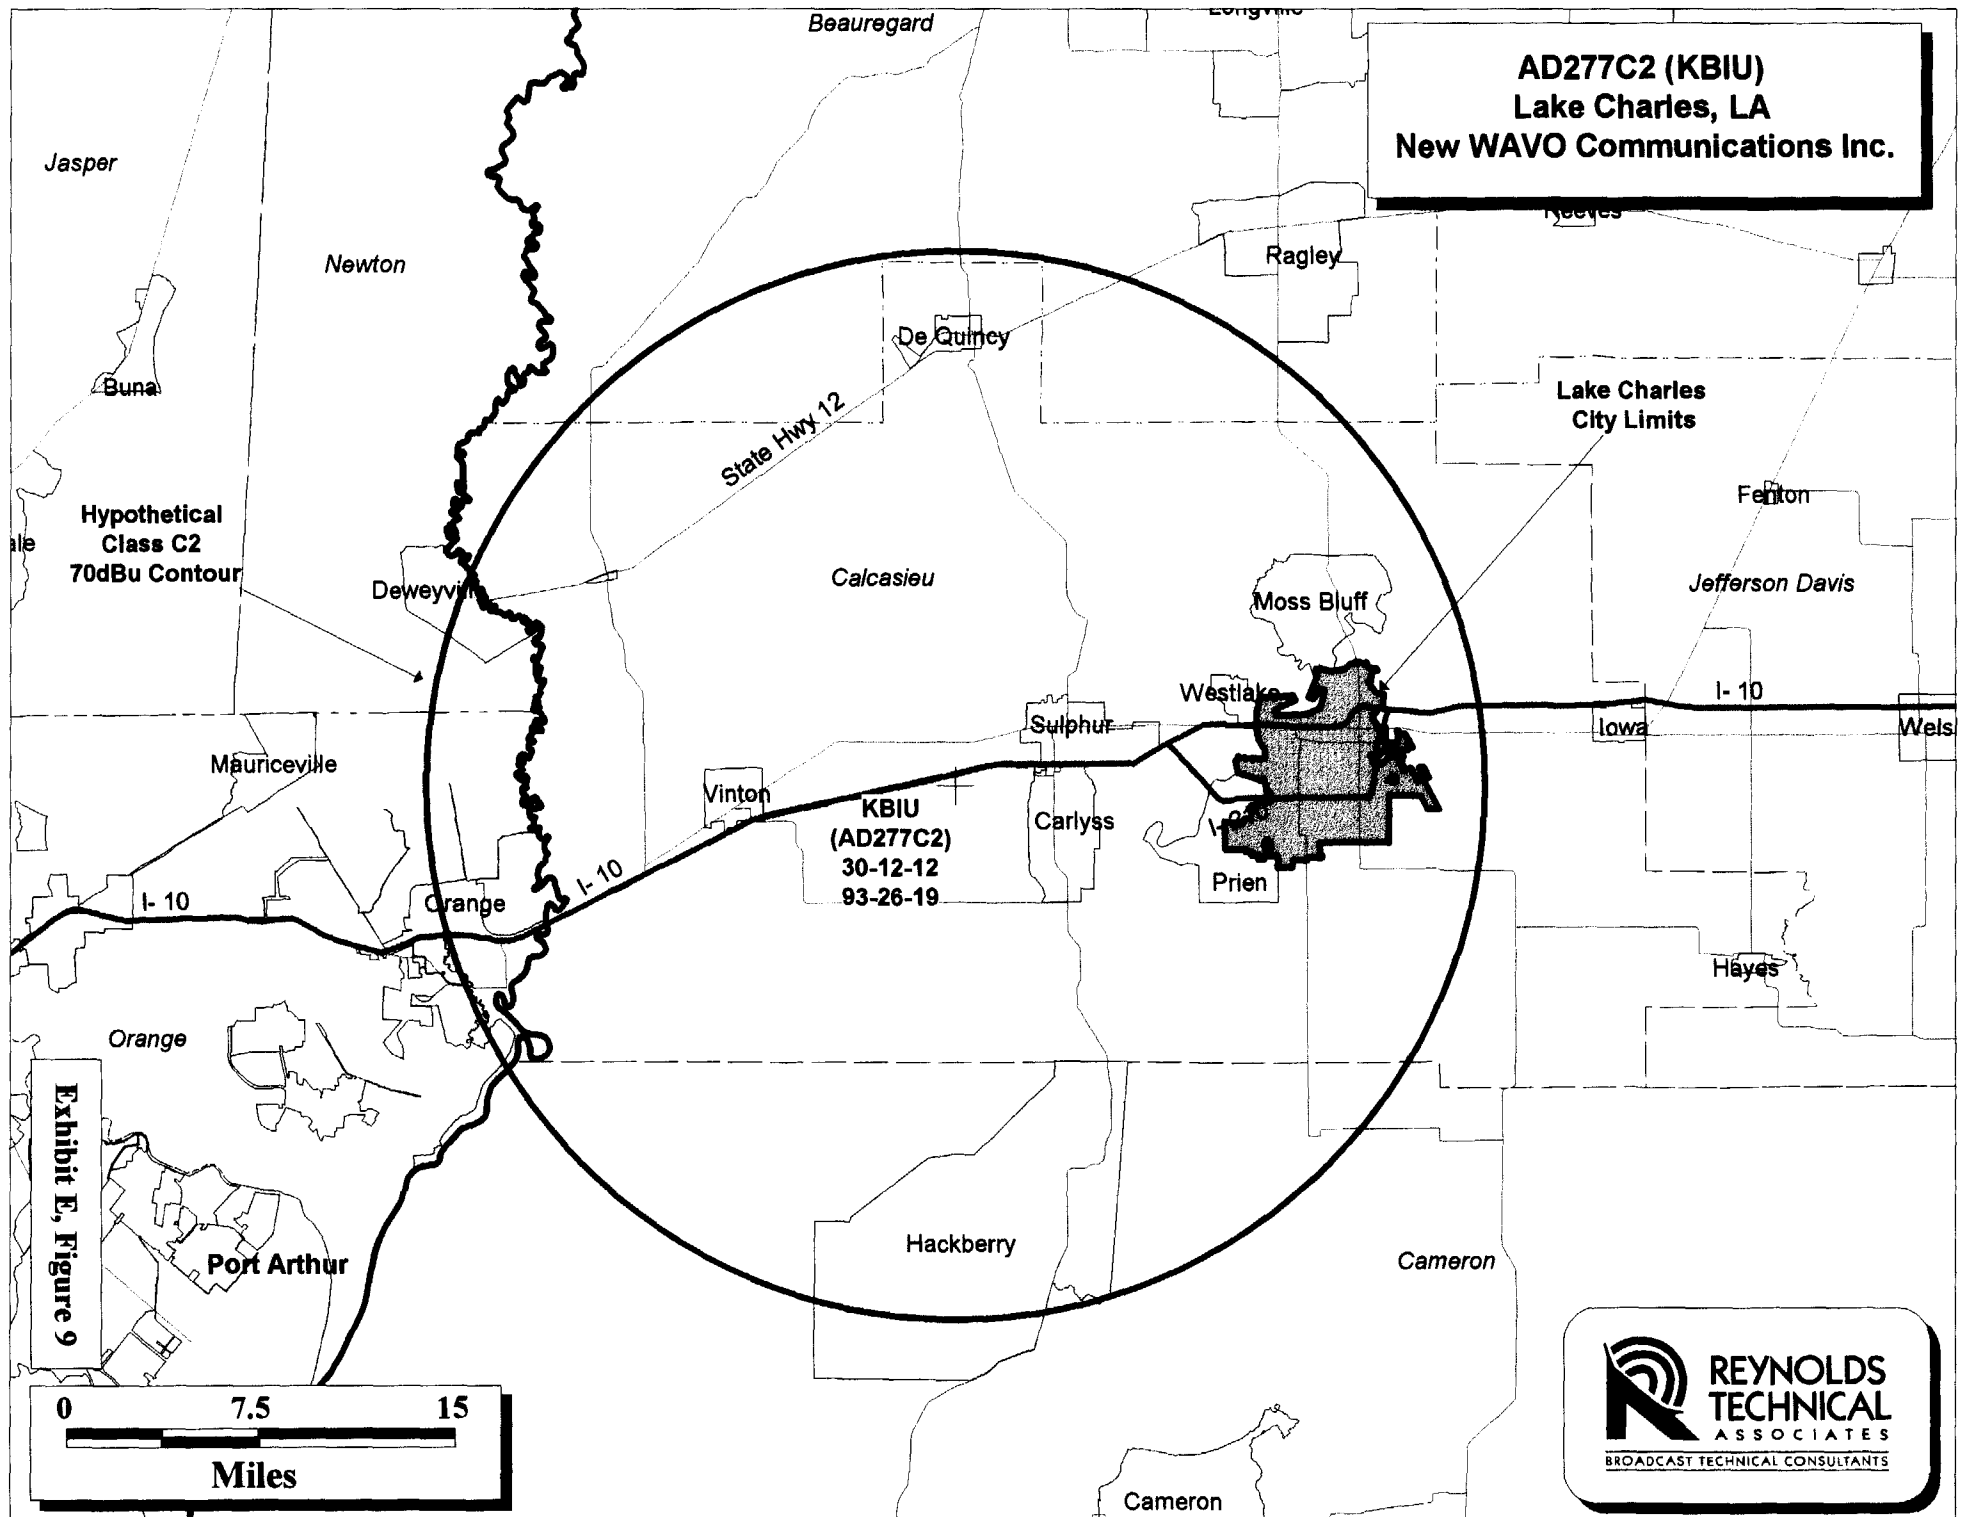 Beauregard
AD277C2 (KBIU)
Lake Charles, LA
New WAVO Communications Inc.
Jasper
Newton
Ragley
De Quincy
Buna
State Hwy 12
Lake Charles
City Limits
Fenton
Hypothetical
Class C2
70dBu Contour
Calcasieu
Jefferson Davis
Moss Bluff
Westlake
I- 10
Sulphur
Iowa
Wels
Mauriceville
Vinton
KBIU
(AD277C2)
30-12-12
93-26-19
Carlyss
Prien
I- 10
I- 10
Orange
Hayes
Orange
Exhibit E, Figure 9
Port Arthur
Hackberry
Cameron
0 7.5 15
Miles
REYNOLDS
TECHNICAL
ASSOCIATES
BROADCAST TECHNICAL CONSULTANTS
Cameron